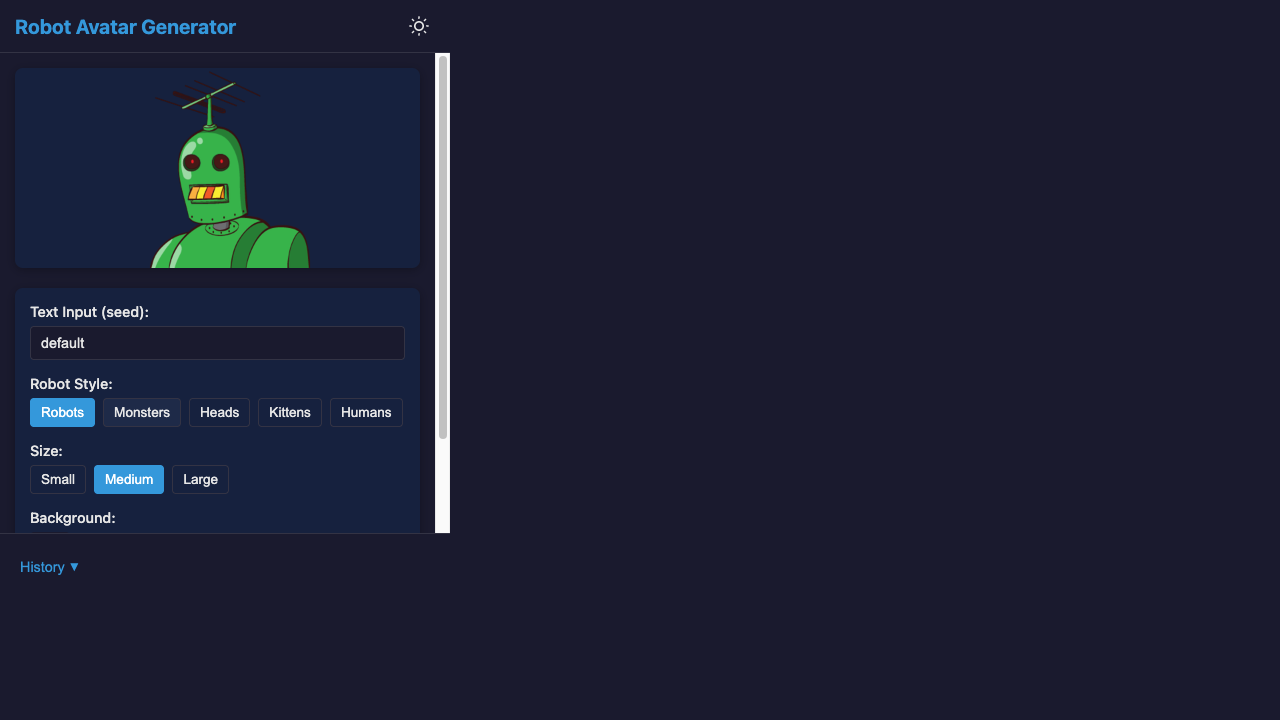 Robot Avatar Generator
Text Input (seed):
default
Robot Style:
Robots Monsters Heads Kittens Humans
Size:
Small Medium Large
Background:
History ▼